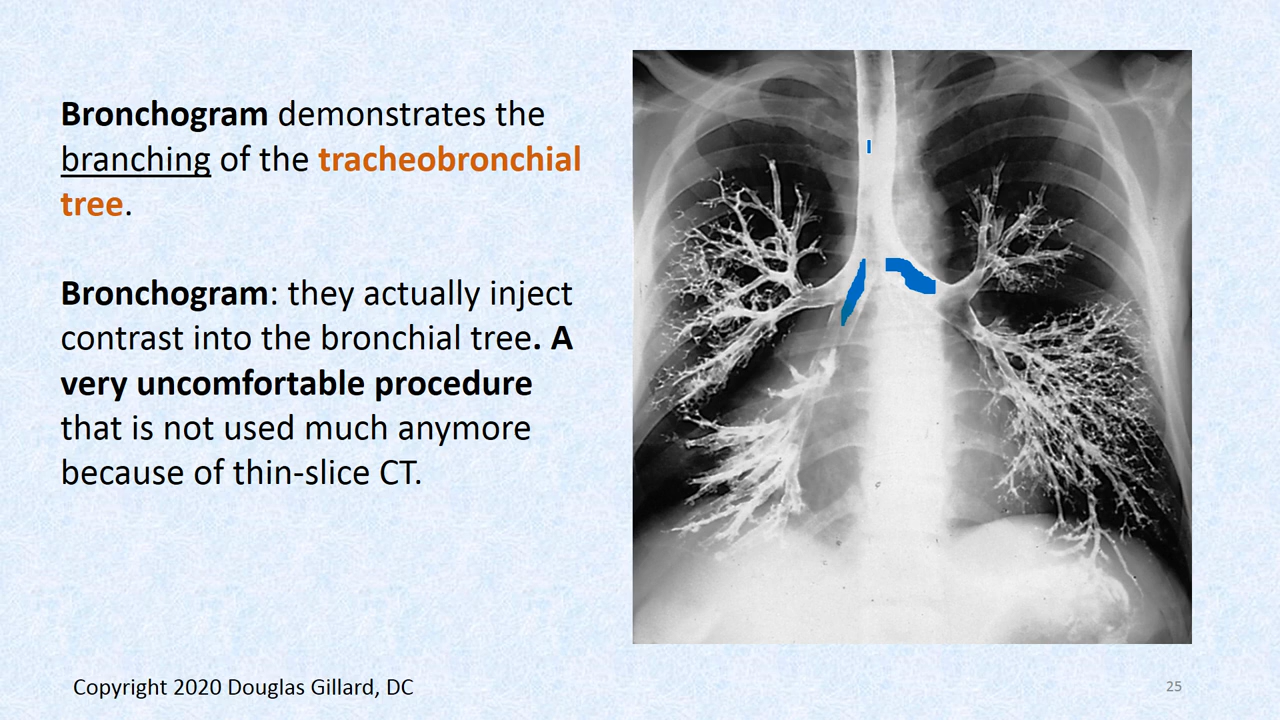 Bronchogram demonstrates the
branching of the tracheobronchial
tree.
Bronchogram: they actually inject
contrast into the bronchial tree. A
very uncomfortable procedure
that is not used much anymore
because of thin-slice CT.
Copyright 2020 Douglas Gillard, DC
25